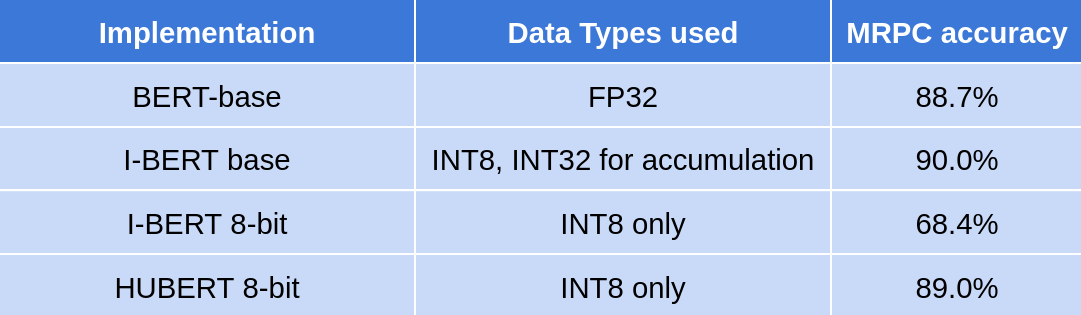 Implementation Data Types used MRPC accuracy
BERT-base FP32 88.7%
I-BERT base INT8, INT32 for accumulation 90.0%
I-BERT 8-bit INT8 only 68.4%
HUBERT 8-bit INT8 only 89.0%